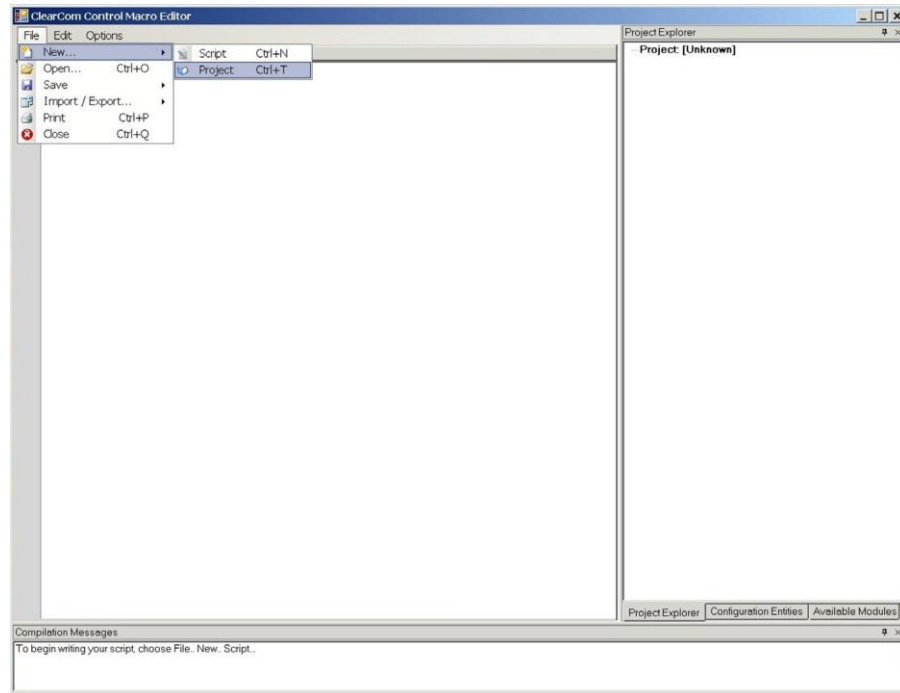 ClearCom Control Macro Editor
File Edit Options
New...
Open... Ctrl+O
Save
Import / Export...
Print Ctrl+P
Close Ctrl+Q
Script Ctrl+N
Project Ctrl+T
Project Explorer
Project: [Unknown]
Project Explorer Configuration Entities Available Modules
Compilation Messages
To begin writing your script, choose File.. New.. Script...